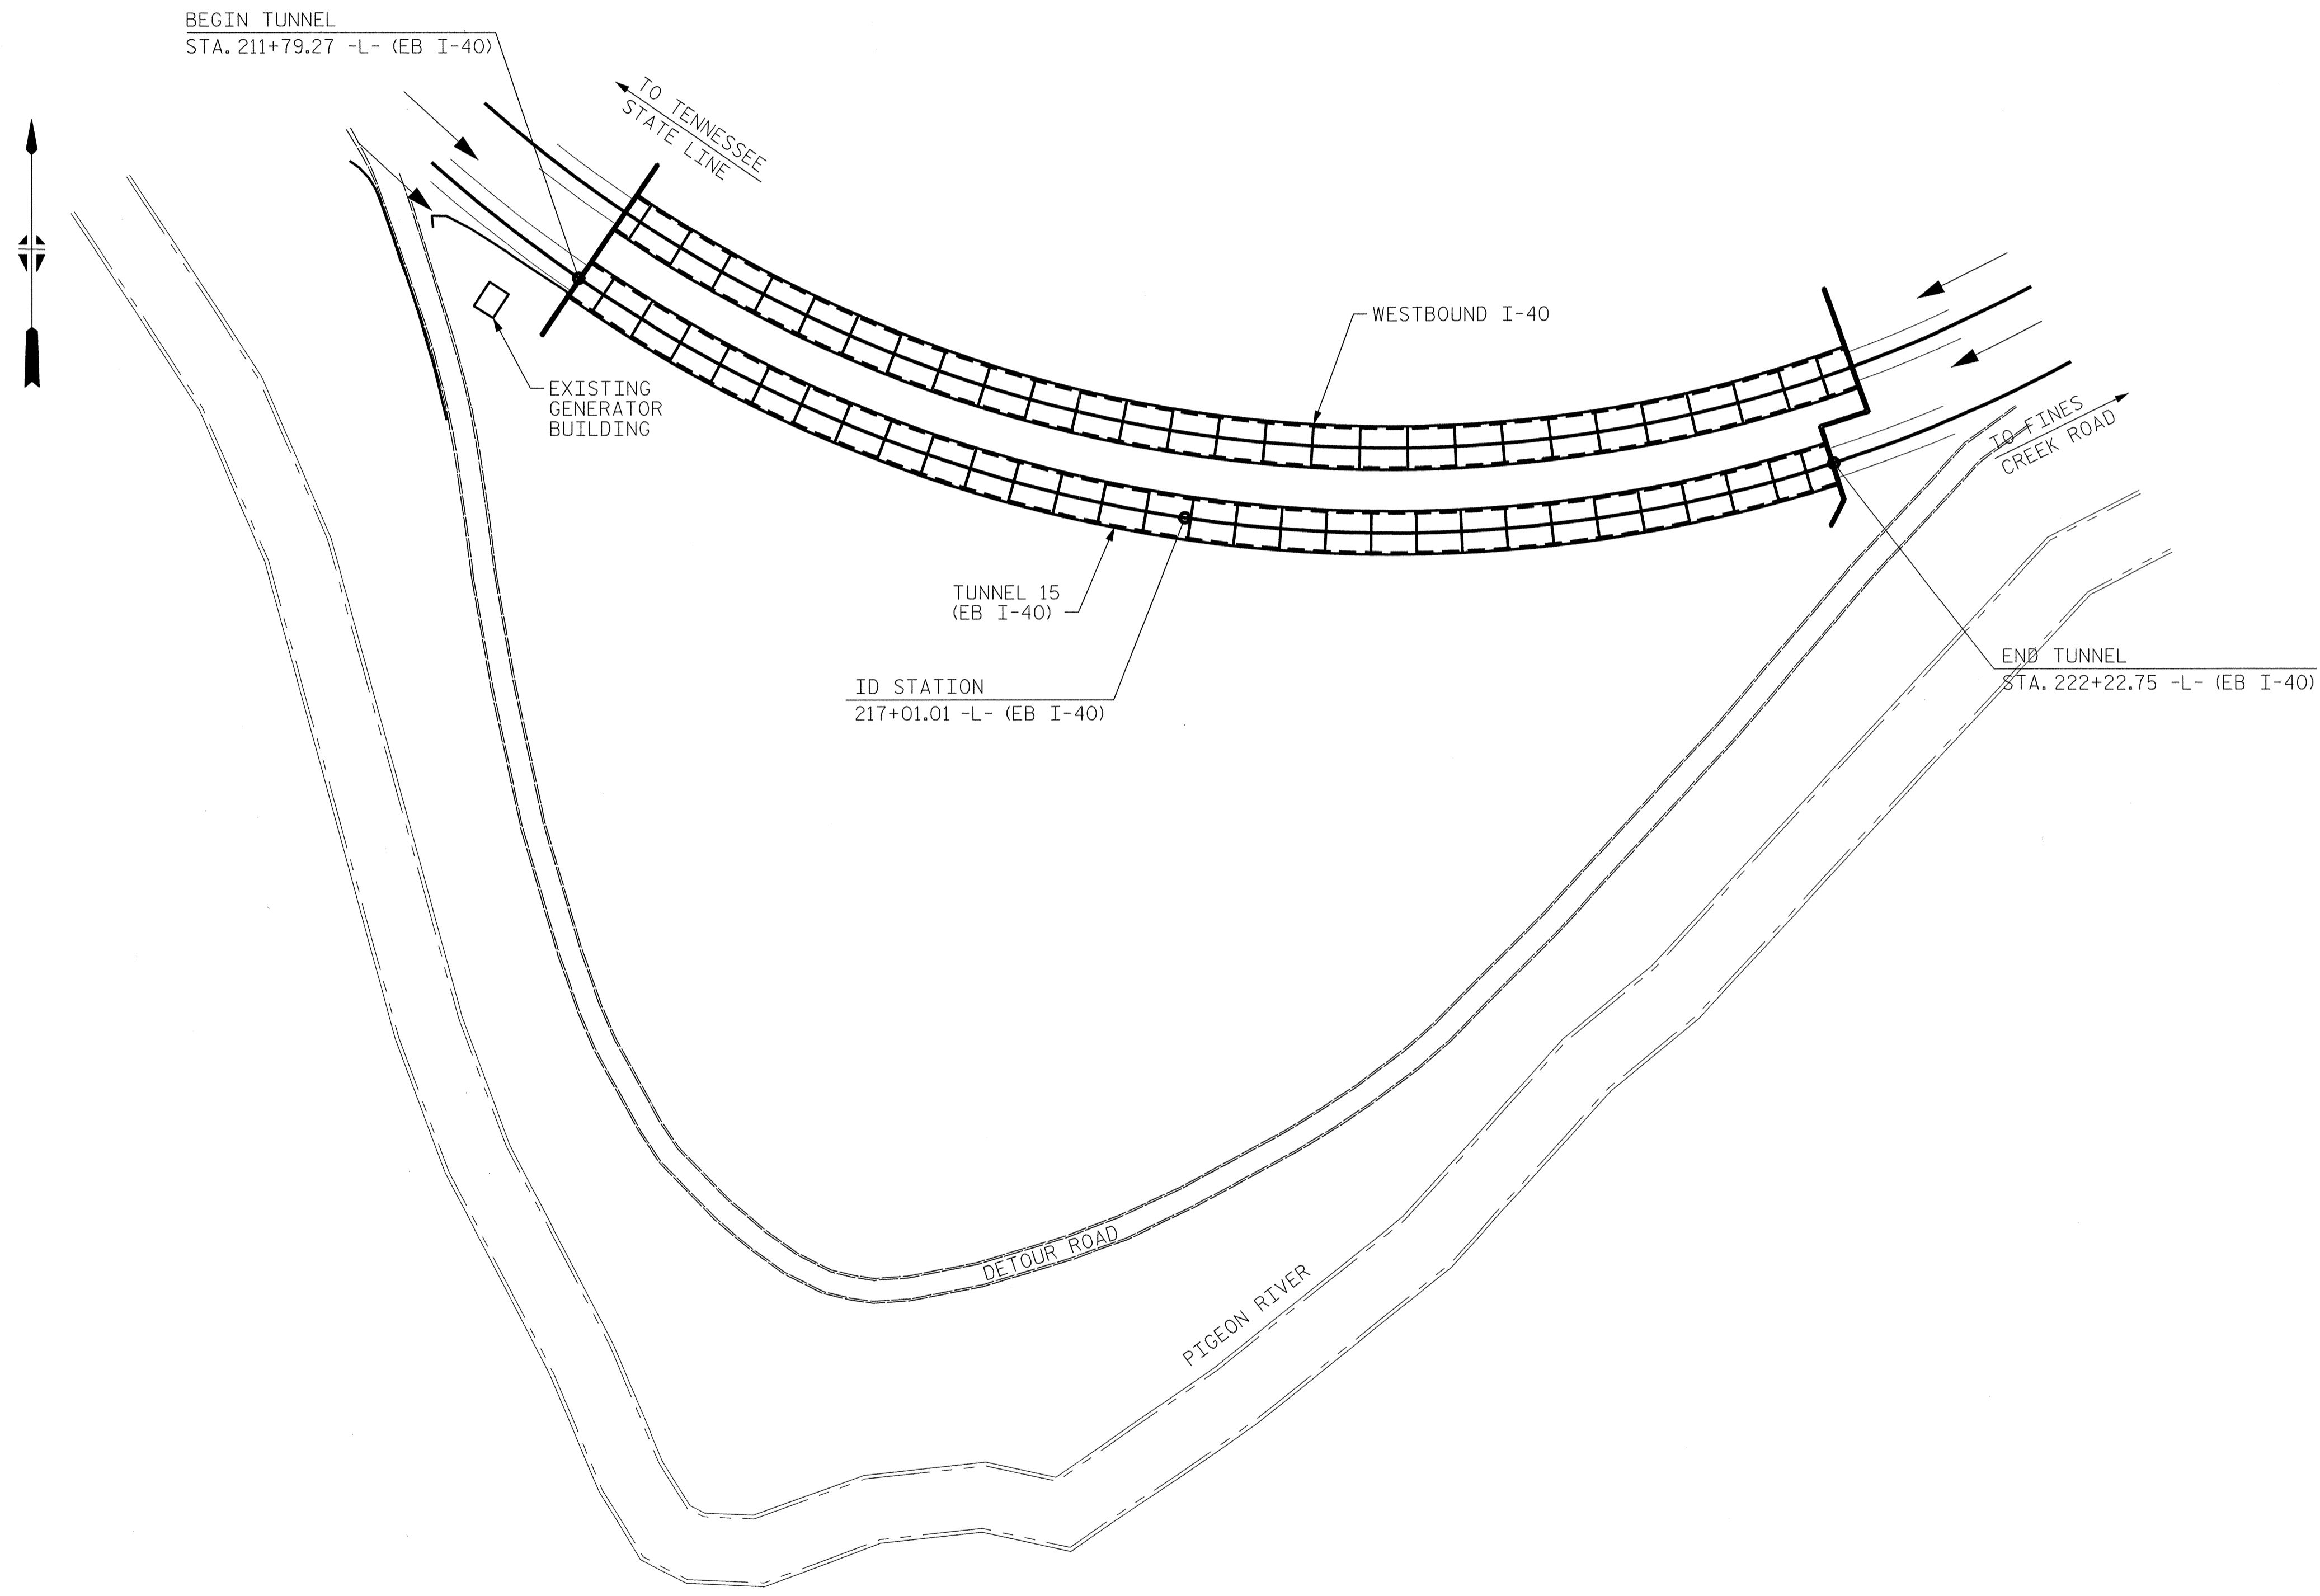 BEGIN TUNNEL
STA. 211+79.27 -L- (EB I-40)
TO TENNESSEE
STATE LINE
WESTBOUND I-40
EXISTING
GENERATOR
BUILDING
TO FINES
CREEK ROAD
TUNNEL 15
(EB I-40)
END TUNNEL
STA. 222+22.75 -L- (EB I-40)
ID STATION
217+01.01 -L- (EB I-40)
DETOUR ROAD
PIGEON RIVER